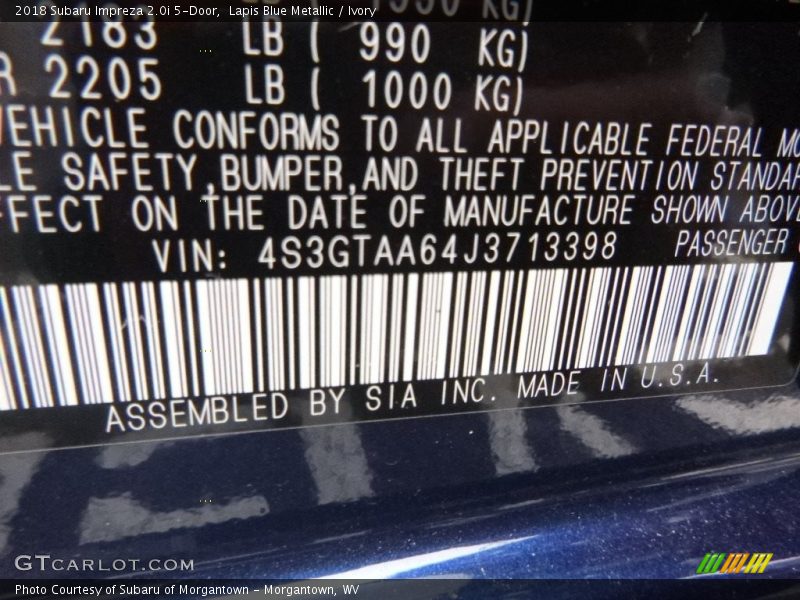 2018 Subaru Impreza 2.0i 5-Door,  Lapis Blue Metallic / Ivory
KG)
2183 LB ( 990 KG)
R 2205 LB ( 1000 KG)
VEHICLE CONFORMS TO ALL APPLICABLE FEDERAL MO
LE SAFETY,BUMPER,AND THEFT PREVENTION STANDAR
FFECT ON THE DATE OF MANUFACTURE SHOWN ABOVE
VIN: 4S3GTAA64J3713398 PASSENGER
ASSEMBLED BY SIA INC. MADE IN U.S.A.
GTCARLOT.COM
Photo Courtesy of Subaru of Morgantown - Morgantown, WV